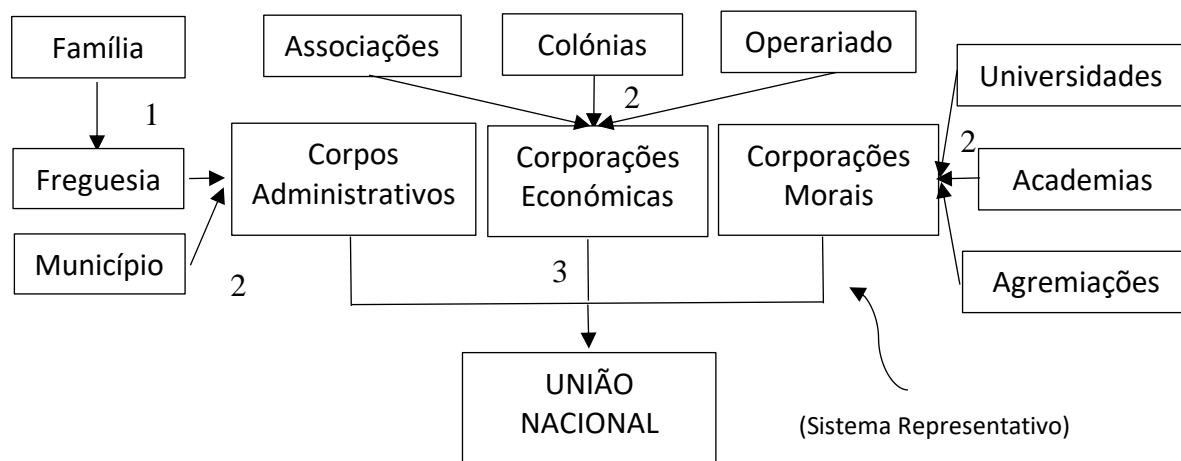 Família
Associações
Colónias
Operariado
Universidades
1
2
2
Freguesia
Corpos
Administrativos
Corporações
Económicas
Corporações
Morais
Academias
Município
2
3
Agremiações
UNIÃO
NACIONAL
(Sistema Representativo)